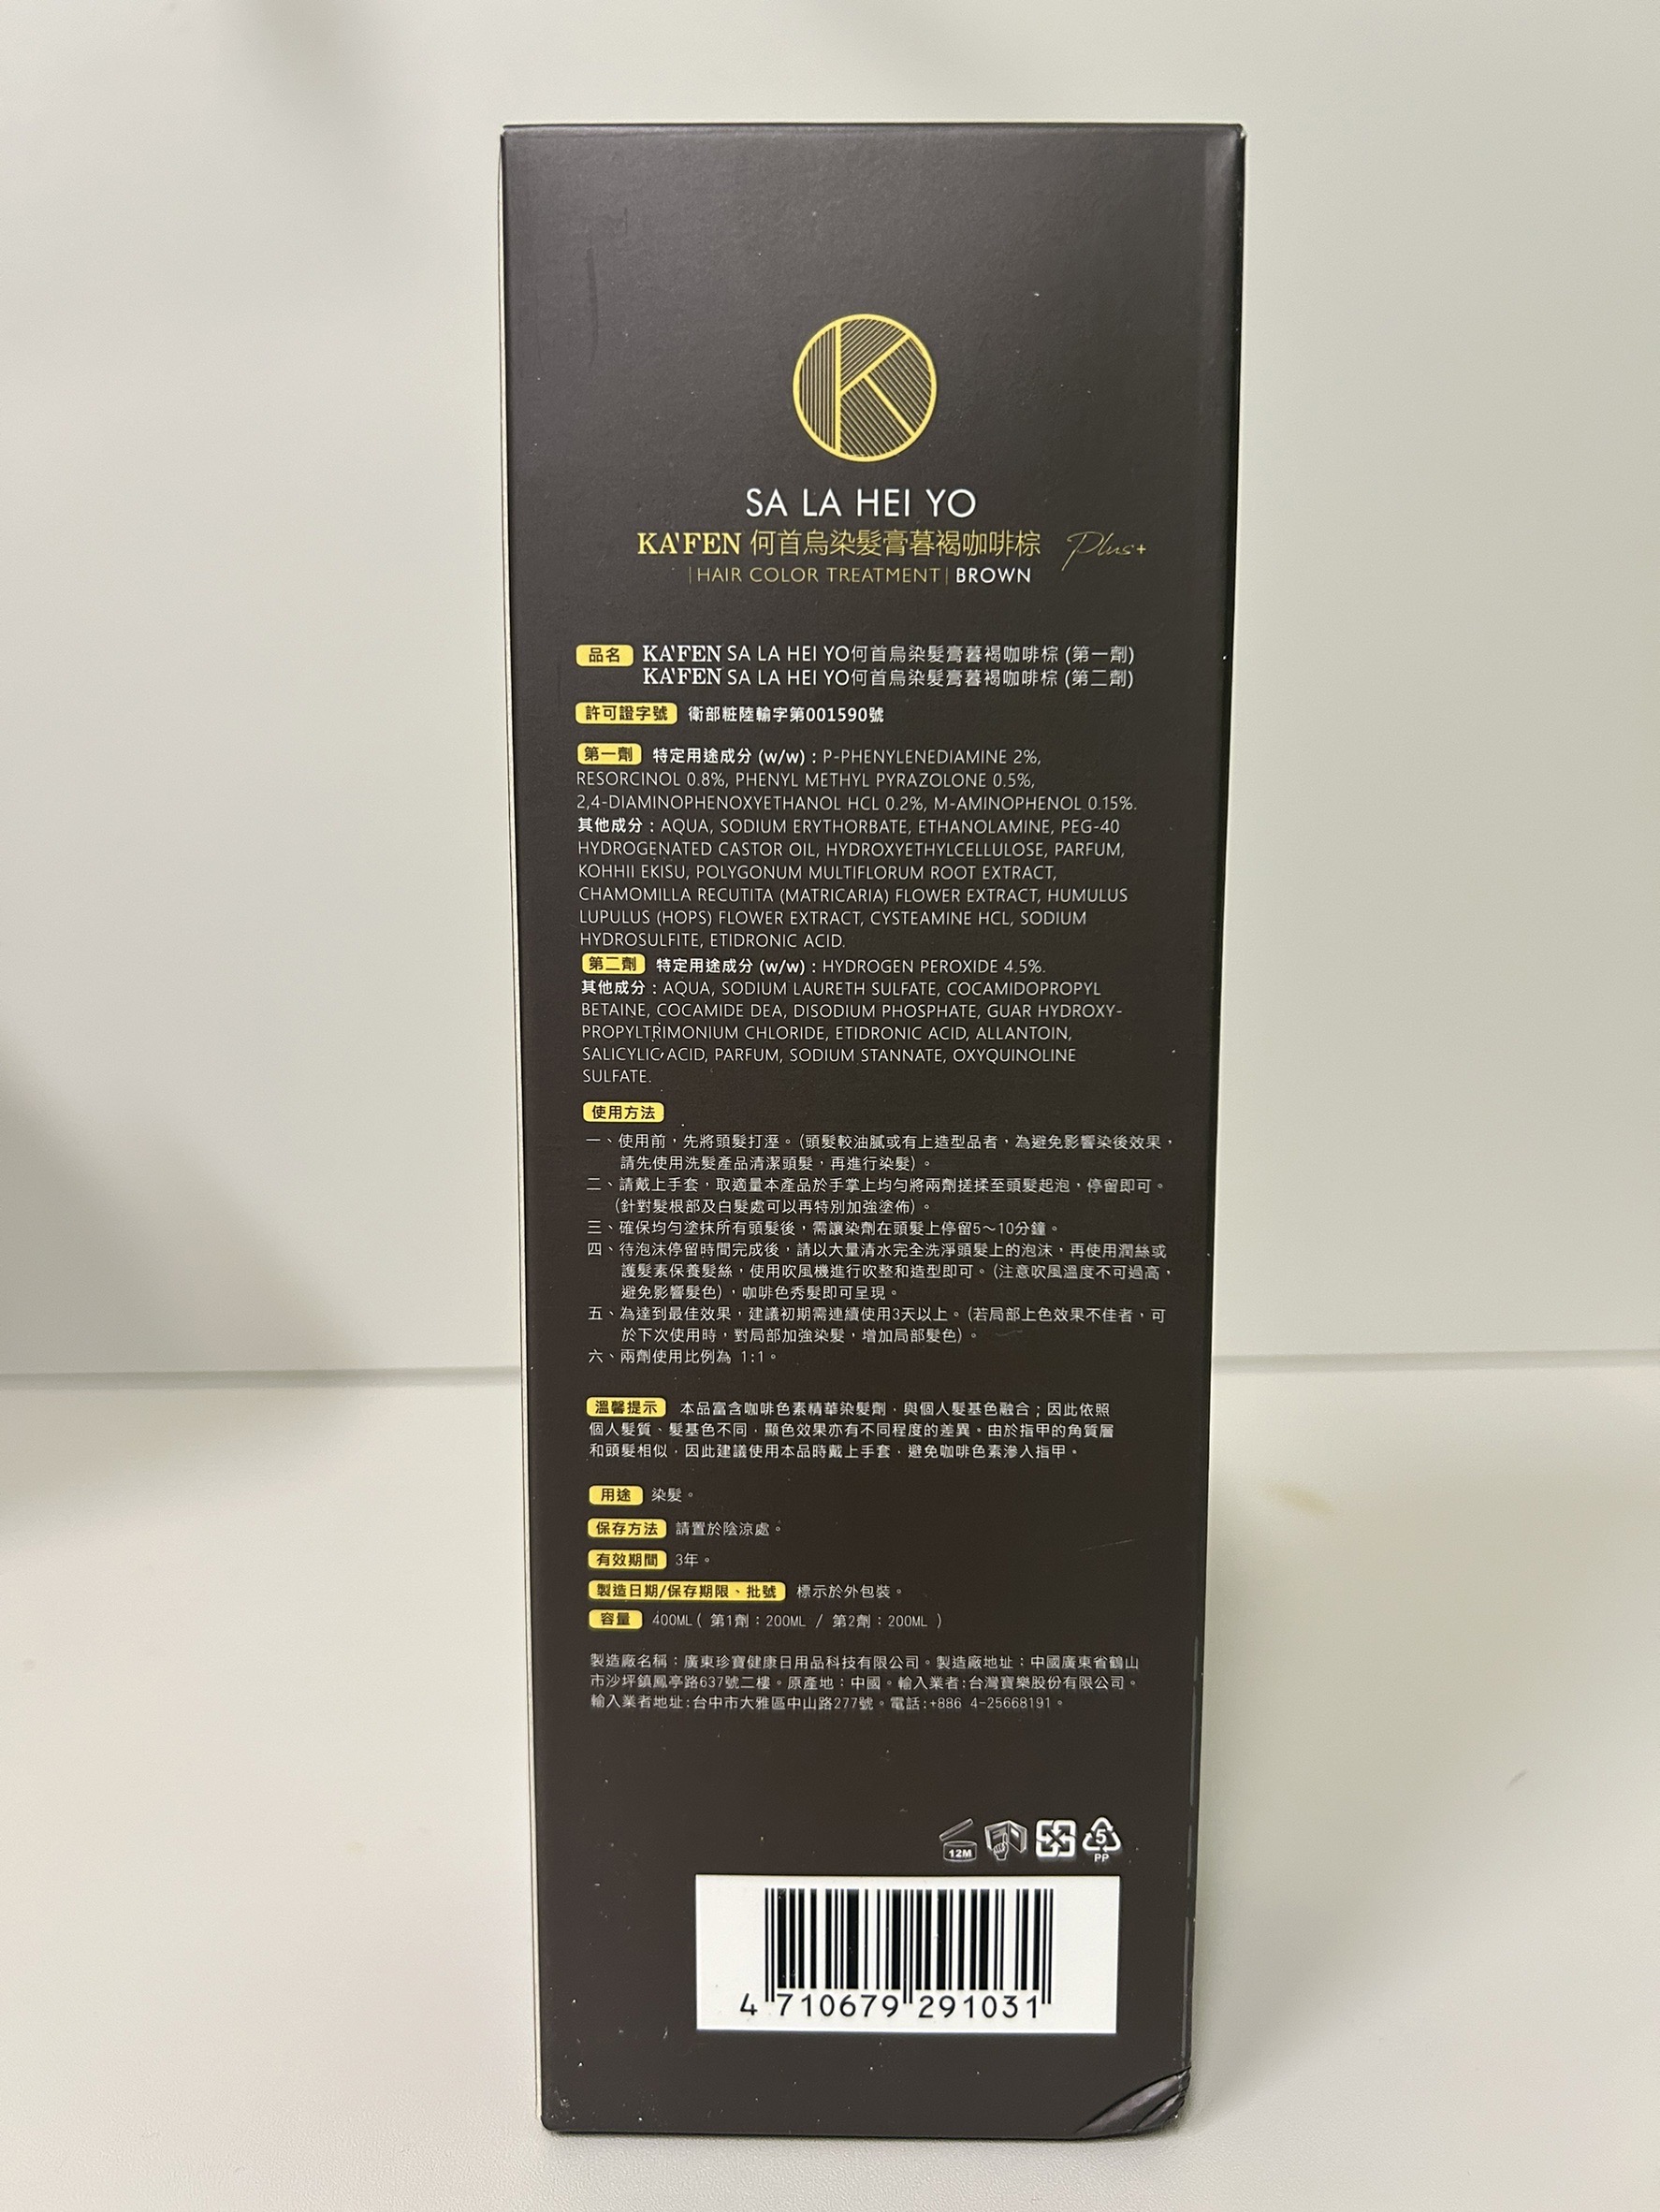 K
SA LA HEI YO
KA'FEN 何首烏染髮膏暮褐咖啡棕 Plus+
|HAIR COLOR TREATMENT| BROWN
品名 KA'FEN SA LA HEI YO何首烏染髮膏暮褐咖啡棕 (第一劑)
KA'FEN SA LA HEI YO何首烏染髮膏暮褐咖啡棕 (第二劑)
許可證字號 衛部粧陸輸字第001590號
第一劑 特定用途成分 (w/w)：P-PHENYLENEDIAMINE 2%,
RESORCINOL 0.8%, PHENYL METHYL PYRAZOLONE 0.5%,
2,4-DIAMINOPHENOXYETHANOL HCL 0.2%, M-AMINOPHENOL 0.15%.
其他成分：AQUA, SODIUM ERYTHORBATE, ETHANOLAMINE, PEG-40
HYDROGENATED CASTOR OIL, HYDROXYETHYLCELLULOSE, PARFUM,
KOHHII EKISU, POLYGONUM MULTIFLORUM ROOT EXTRACT,
CHAMOMILLA RECUTITA (MATRICARIA) FLOWER EXTRACT, HUMULUS
LUPULUS (HOPS) FLOWER EXTRACT, CYSTEAMINE HCL, SODIUM
HYDROSULFITE, ETIDRONIC ACID.
第二劑 特定用途成分 (w/w)：HYDROGEN PEROXIDE 4.5%.
其他成分：AQUA, SODIUM LAURETH SULFATE, COCAMIDOPROPYL
BETAINE, COCAMIDE DEA, DISODIUM PHOSPHATE, GUAR HYDROXY-
PROPYLTRIMONIUM CHLORIDE, ETIDRONIC ACID, ALLANTOIN,
SALICYLIC ACID, PARFUM, SODIUM STANNATE, OXYQUINOLINE
SULFATE.
使用方法
一、使用前，先將頭髮打溼。(頭髮較油膩或有上造型品者，為避免影響染後效果，
請先使用洗髮產品清潔頭髮，再進行染髮)。
二、請戴上手套，取適量本產品於手掌上均勻將兩劑搓揉至頭髮起泡，停留即可。
(針對髮根部及白髮處可以再特別加強塗佈)。
三、確保均勻塗抹所有頭髮後，需讓染劑在頭髮上停留5～10分鐘。
四、待泡沫停留時間完成後，請以大量清水完全洗淨頭髮上的泡沫，再使用潤絲或
護髮素保養髮絲，使用吹風機進行吹整和造型即可。(注意吹風溫度不可過高，
避免影響髮色)，咖啡色秀髮即可呈現。
五、為達到最佳效果，建議初期需連續使用3天以上。(若局部上色效果不佳者，可
於下次使用時，對局部加強染髮，增加局部髮色)。
六、兩劑使用比例為 1:1。
溫馨提示 本品富含咖啡色素精華染髮劑，與個人髮基色融合；因此依照
個人髮質、髮基色不同，顯色效果亦有不同程度的差異。由於指甲的角質層
和頭髮相似，因此建議使用本品時戴上手套，避免咖啡色素滲入指甲。
用途 染髮。
保存方法 請置於陰涼處。
有效期間 3年。
製造日期/保存期限、批號 標示於外包裝。
容量 400ML ( 第1劑：200ML / 第2劑：200ML )
製造廠名稱：廣東珍寶健康日用品科技有限公司。製造廠地址：中國廣東省鶴山
市沙坪鎮鳳亭路637號二樓。原產地：中國。輸入業者:台灣寶樂股份有限公司。
輸入業者地址:台中市大雅區中山路277號。電話:+886 4-25668191。
12M
5
PP
4 710679 291031